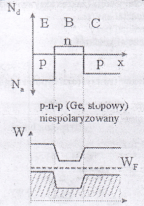 N_d
E B C
n
p p x
N_a
p-n-p (Ge, stopowy)
niespolaryzowany
W
W_F